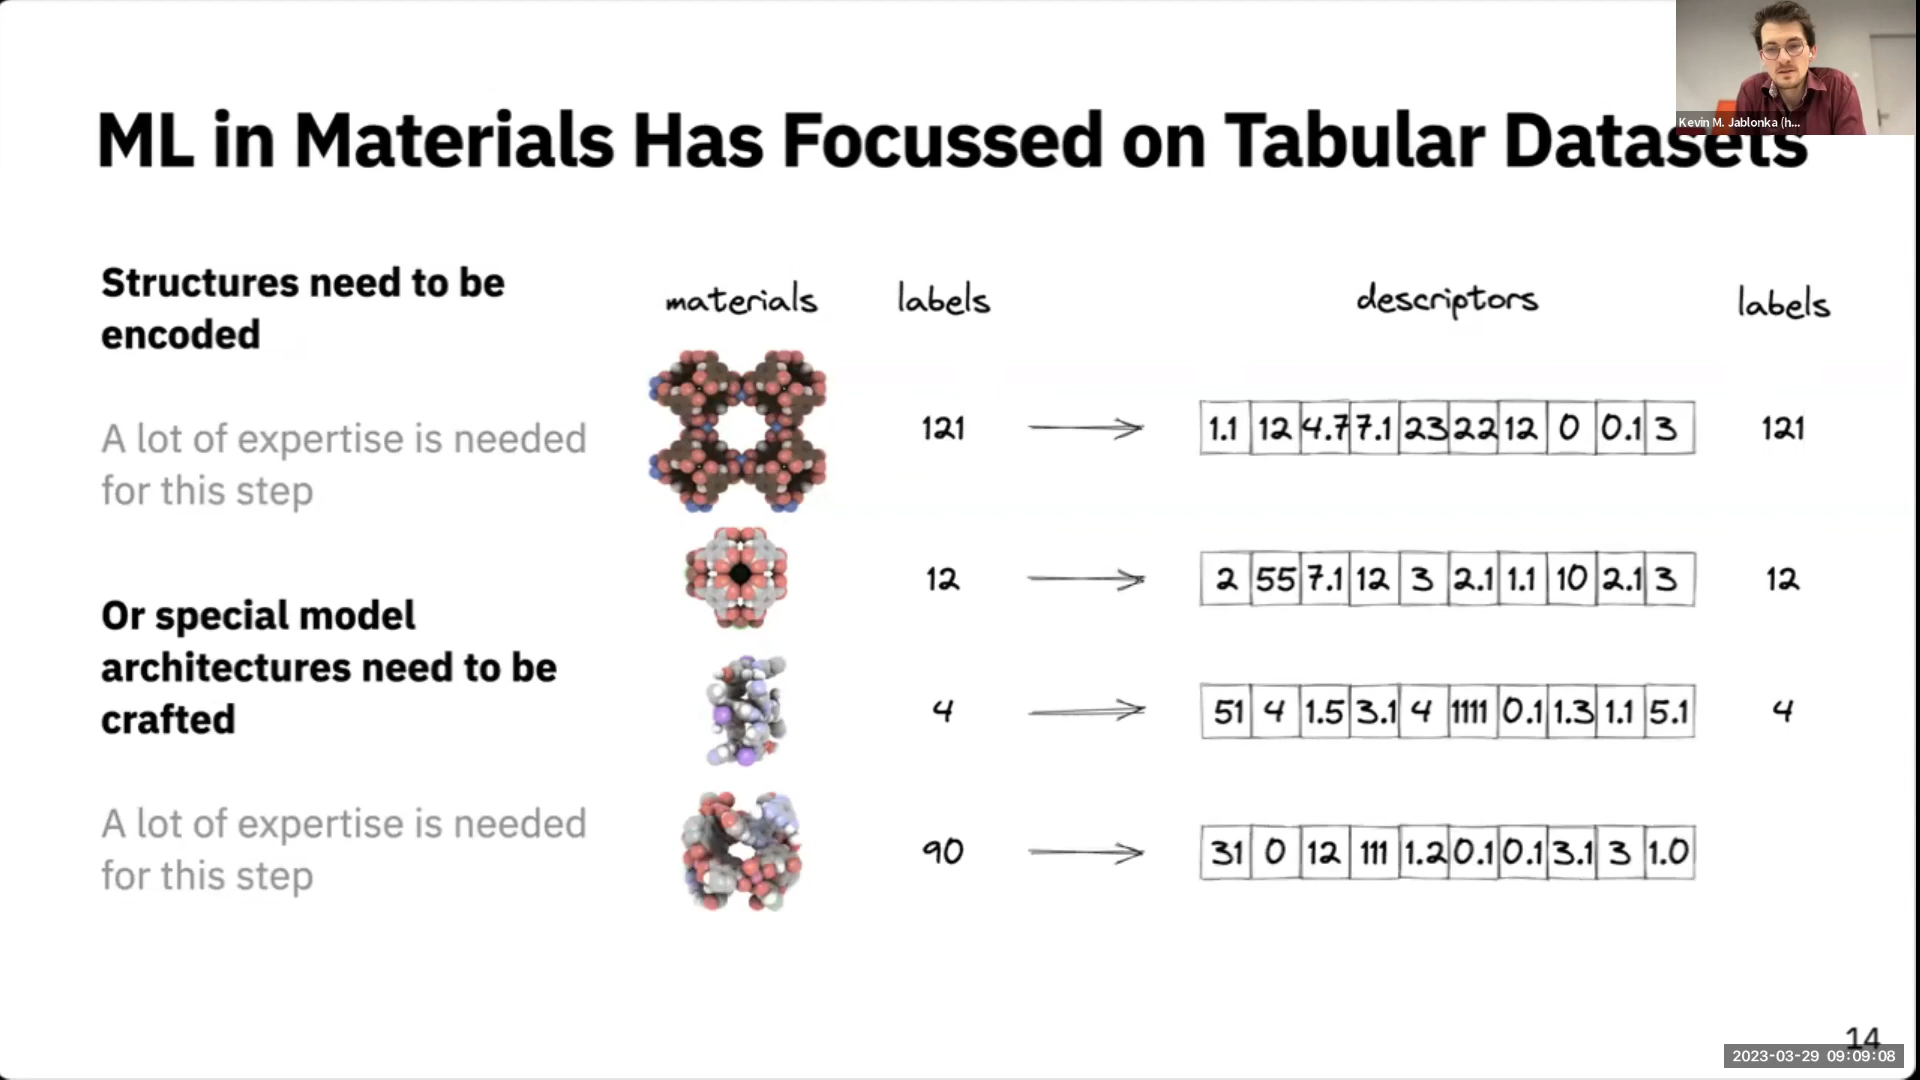 Kevin M. Jablonka (h...
ML in Materials Has Focussed on Tabular Datasets
Structures need to be
encoded
A lot of expertise is needed
for this step
Or special model
architectures need to be
crafted
A lot of expertise is needed
for this step
materials labels descriptors labels
121 1.1 12 4.7 7.1 23 22 12 0 0.1 3 121
12 2 55 7.1 12 3 2.1 1.1 10 2.1 3 12
4 51 4 1.5 3.1 4 1111 0.1 1.3 1.1 5.1 4
90 31 0 12 111 1.2 0.1 0.1 3.1 3 1.0
14
2023-03-29 09:09:08